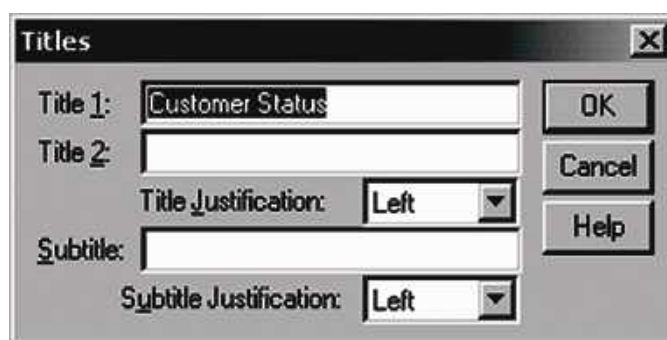 Titles
Title 1: Customer Status OK
Title 2: Cancel
Title Justification: Left
Help
Subtitle:
Subtitle Justification: Left